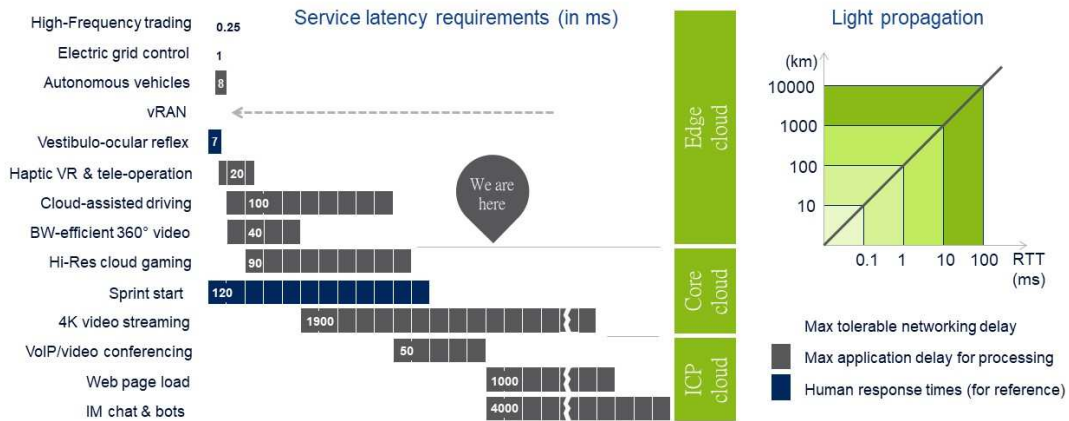 Service latency requirements (in ms)
High-Frequency trading 0.25
Electric grid control 1
Autonomous vehicles 8
vRAN
Vestibulo-ocular reflex 7
Haptic VR & tele-operation 20
Cloud-assisted driving 100
BW-efficient 360° video 40
Hi-Res cloud gaming 90
Sprint start 120
4K video streaming 1900
VoIP/video conferencing 50
Web page load 1000
IM chat & bots 4000
We are
here
Edge
cloud
Core
cloud
ICP
cloud
Light propagation
(km)
10000
1000
100
10
0.1 1 10 100 RTT
(ms)
Max tolerable networking delay
Max application delay for processing
Human response times (for reference)